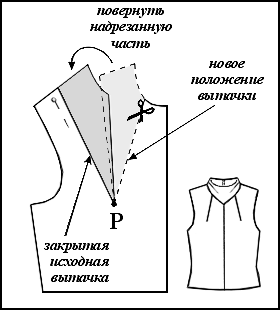 повернуть
надрезанную
часть
новое
положение
вытачки
P
закрытая
исходная
вытачка